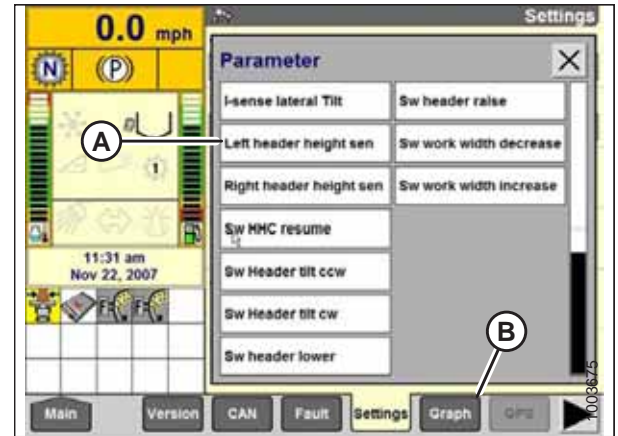 0.0 mph
Settings
N
(P)
Parameter
I-sense lateral Tilt
Sw header raise
A
Left header height sen
Sw work width decrease
1
Right header height sen
Sw work width increase
Sw HHC resume
11:31 am
Nov 22, 2007
Sw Header tilt ccw
Sw Header tilt cw
B
Sw header lower
1003675
Main
Version
CAN
Fault
Settings
Graph
GPS